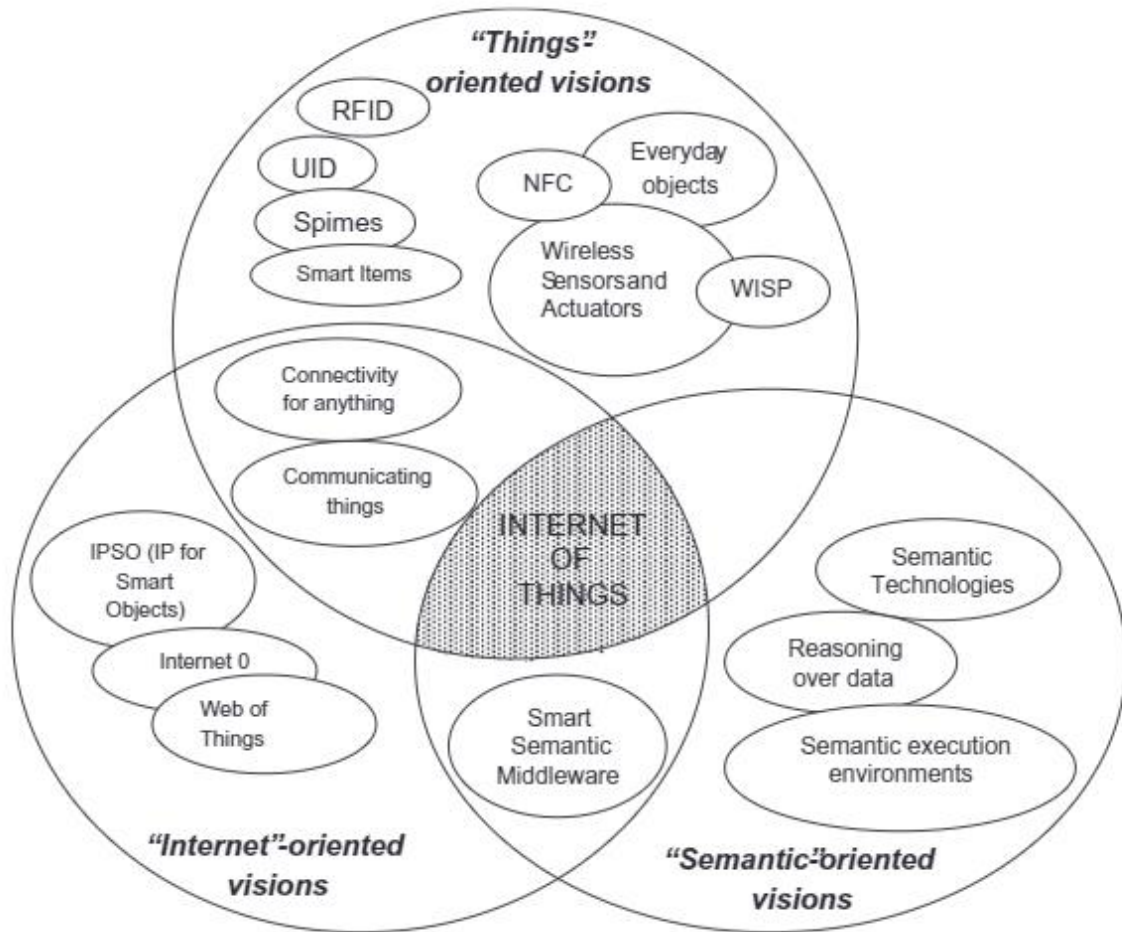 “Things”-
oriented visions
RFID
UID
Spimes
Smart Items
NFC
Everyday
objects
Wireless
Sensorsand
Actuators
WISP
Connectivity
for anything
Communicating
things
INTERNET
OF
THINGS
IPSO (IP for
Smart
Objects)
Internet 0
Web of
Things
Semantic
Technologies
Reasoning
over data
Semantic execution
environments
Smart
Semantic
Middleware
“Internet”-oriented
visions
“Semantic”-oriented
visions